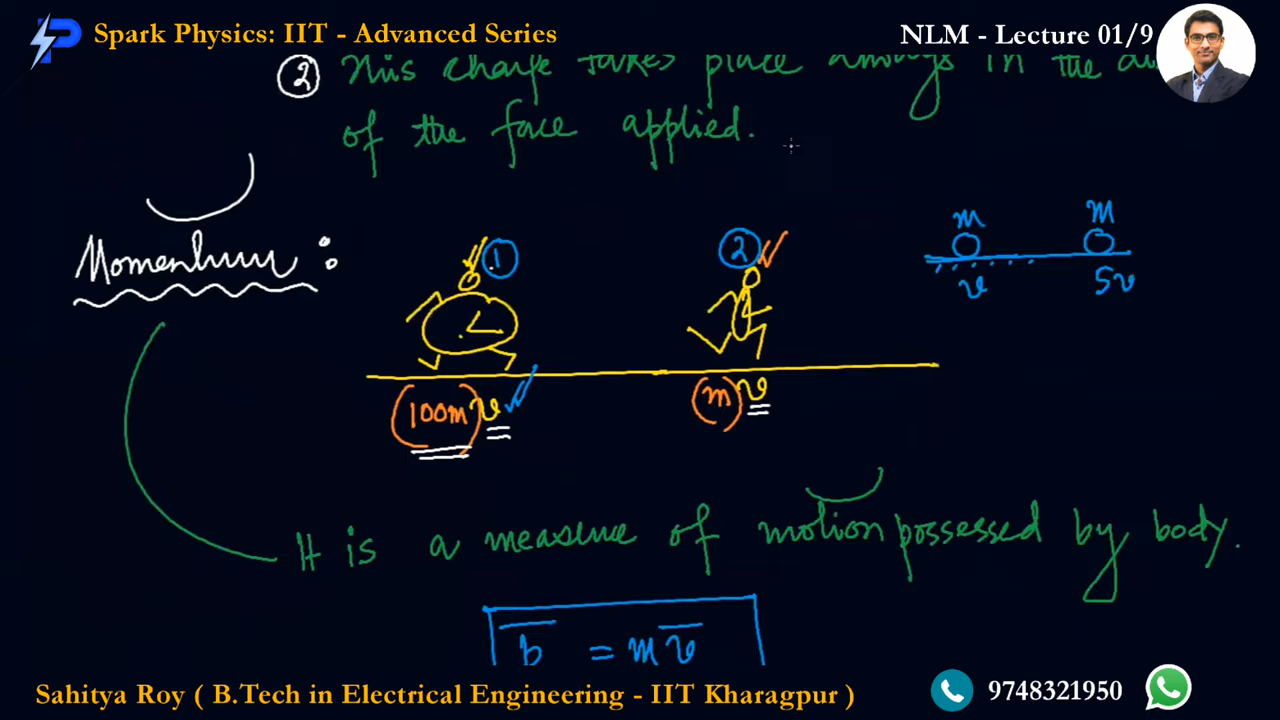 Spark Physics: IIT - Advanced Series
NLM - Lecture 01/9
② This change takes place always in the
of the force applied.
Momentum :
① ② m m
v 5v
(100m) v (m) v
It is a measure of motion possessed by body.
p = mv
Sahitya Roy ( B.Tech in Electrical Engineering - IIT Kharagpur ) 9748321950